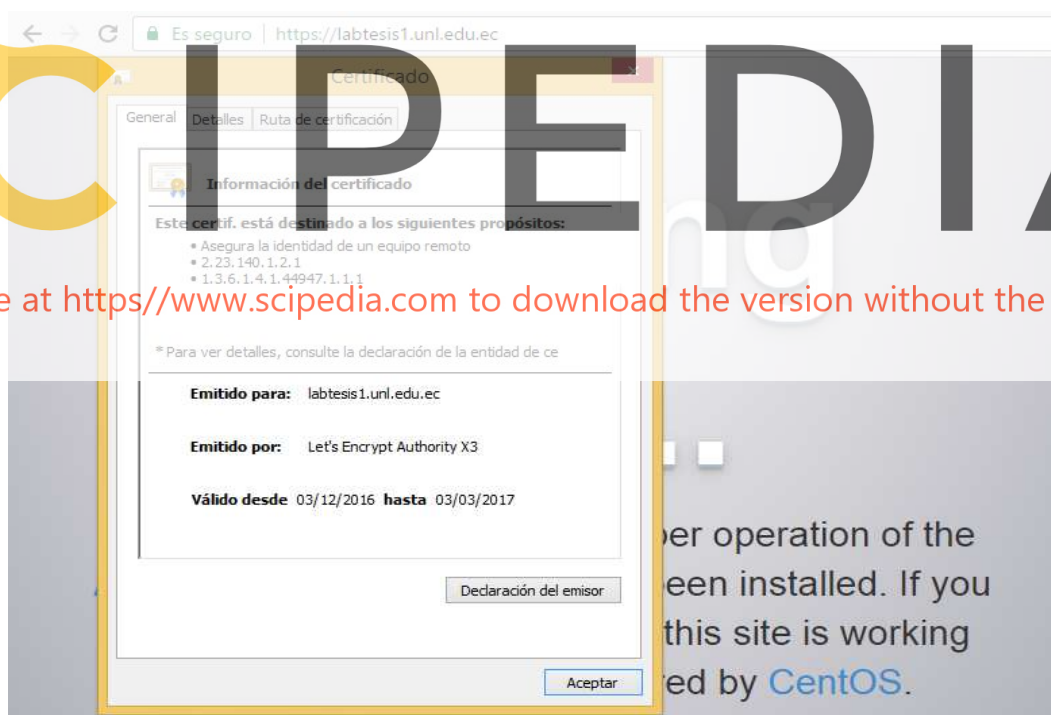 Es seguro | https://labtesis1.unl.edu.ec
CIPEDIA
Certificado
General Detalles Ruta de certificación
Información del certificado
Este certif. está destinado a los siguientes propósitos:
• Asegura la identidad de un equipo remoto
• 2.23.140.1.2.1
• 1.3.6.1.4.1.44947.1.1.1
ng
e at https//www.scipedia.com to download the version without the
* Para ver detalles, consulte la declaración de la entidad de ce
Emitido para: labtesis1.unl.edu.ec
Emitido por: Let's Encrypt Authority X3
Válido desde 03/12/2016 hasta 03/03/2017
Declaración del emisor
Aceptar
per operation of the
een installed. If you
this site is working
red by CentOS.